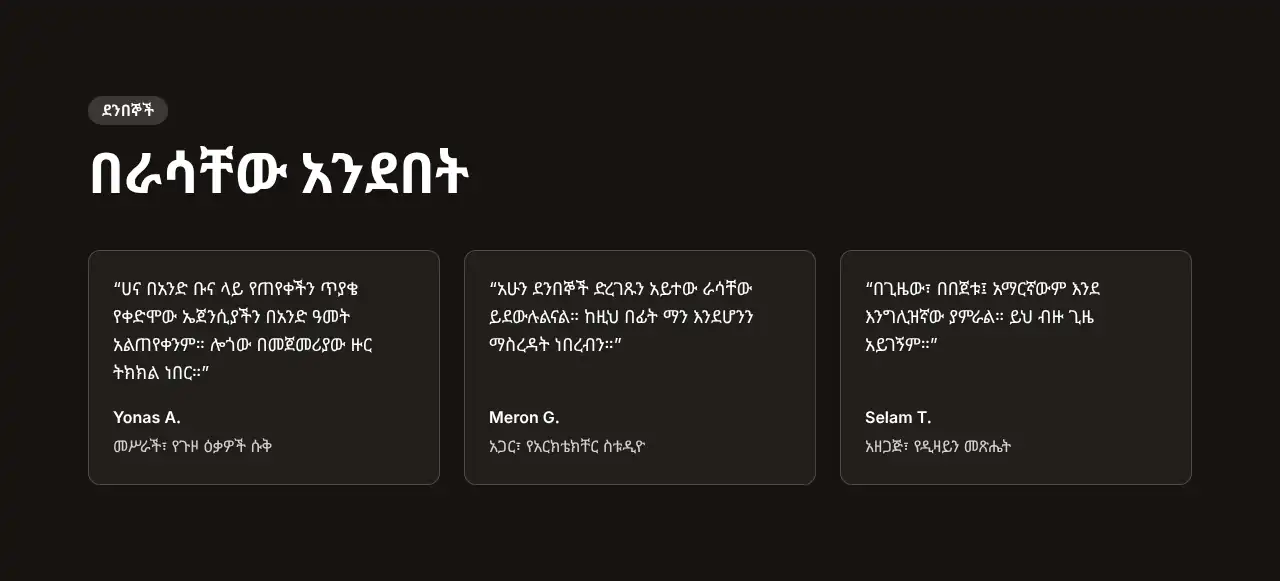 ደንበኞች
በራሳቸው አንደበት
“ሀና በአንድ ቡና ላይ የጠየቀችን ጥያቄ
የቀድሞው ኤጀንሲያችን በአንድ ዓመት
አልጠየቀንም። ሎጎው በመጀመሪያው ዙር
ትክክል ነበር።”
Yonas A.
መሥራች፣ የጉዞ ዕቃዎች ሱቅ
“አሁን ደንበኞች ድረገጹን አይተው ራሳቸው
ይደውሉልናል። ከዚህ በፊት ማን እንደሆንን
ማስረዳት ነበረብን።”
Meron G.
አጋር፣ የአርክቴክቸር ስቱዲዮ
“በጊዜው፣ በበጀቱ፤ አማርኛውም እንደ
እንግሊዝኛው ያምራል። ይህ ብዙ ጊዜ
አይገኝም።”
Selam T.
አዘጋጅ፣ የዲዛይን መጽሔት